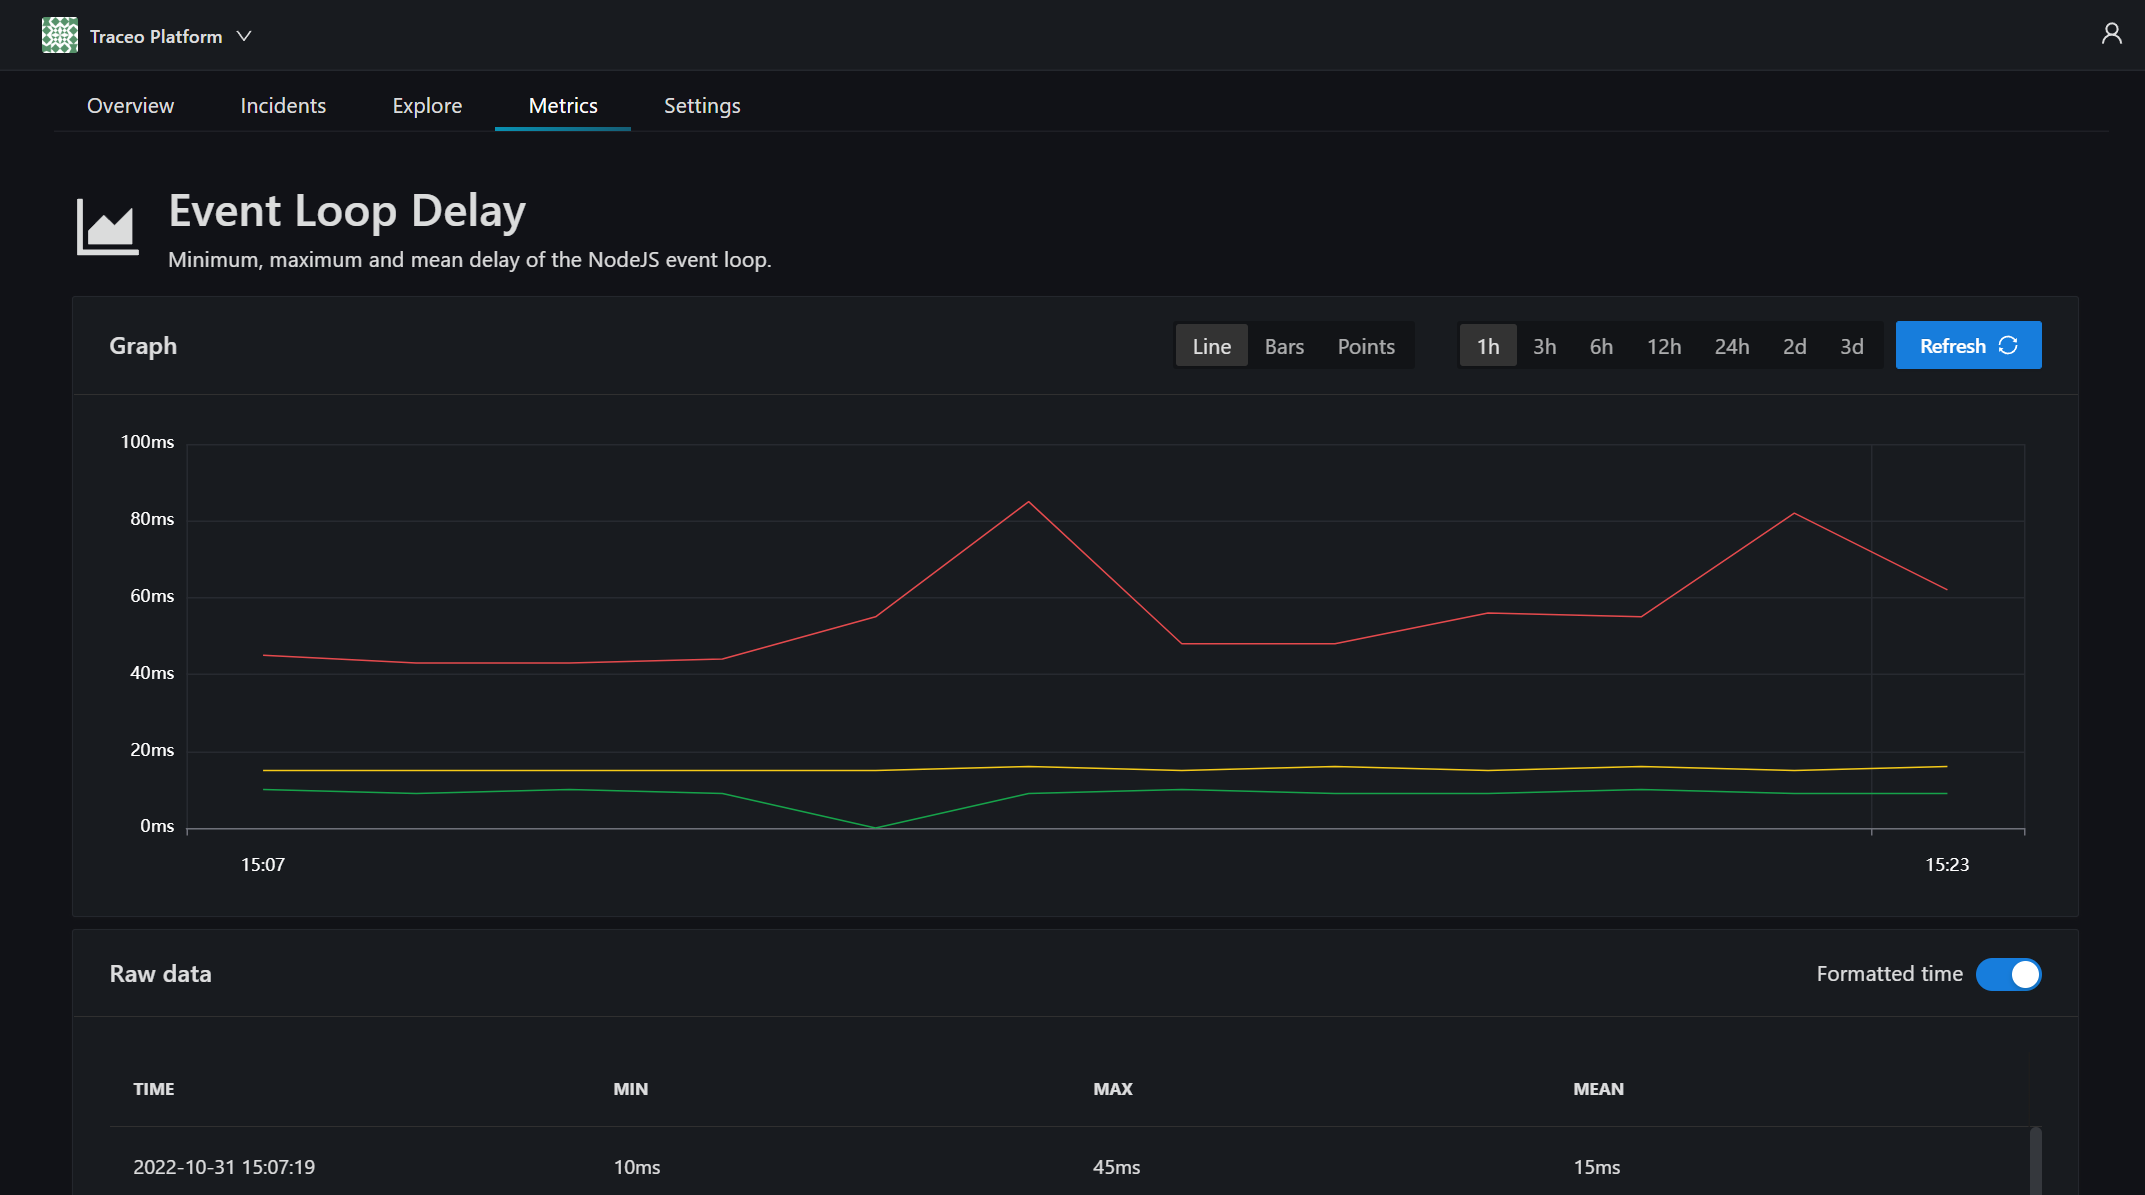 Traceo Platform
Overview Incidents Explore Metrics Settings
Event Loop Delay
Minimum, maximum and mean delay of the NodeJS event loop.
Graph Line Bars Points 1h 3h 6h 12h 24h 2d 3d Refresh
100ms
80ms
60ms
40ms
20ms
0ms
15:07 15:23
Raw data Formatted time
TIME MIN MAX MEAN
2022-10-31 15:07:19 10ms 45ms 15ms